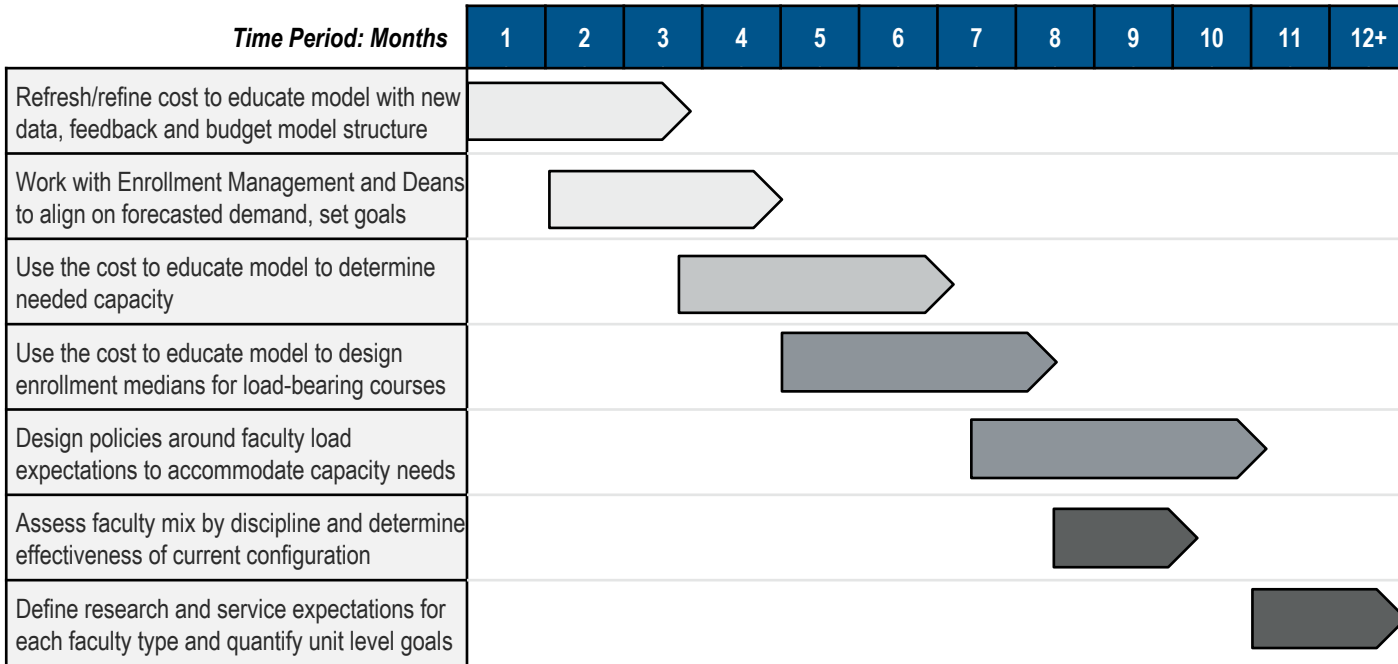 Time Period: Months 1 2 3 4 5 6 7 8 9 10 11 12+
Refresh/refine cost to educate model with new
data, feedback and budget model structure
Work with Enrollment Management and Deans
to align on forecasted demand, set goals
Use the cost to educate model to determine
needed capacity
Use the cost to educate model to design
enrollment medians for load-bearing courses
Design policies around faculty load
expectations to accommodate capacity needs
Assess faculty mix by discipline and determine
effectiveness of current configuration
Define research and service expectations for
each faculty type and quantify unit level goals